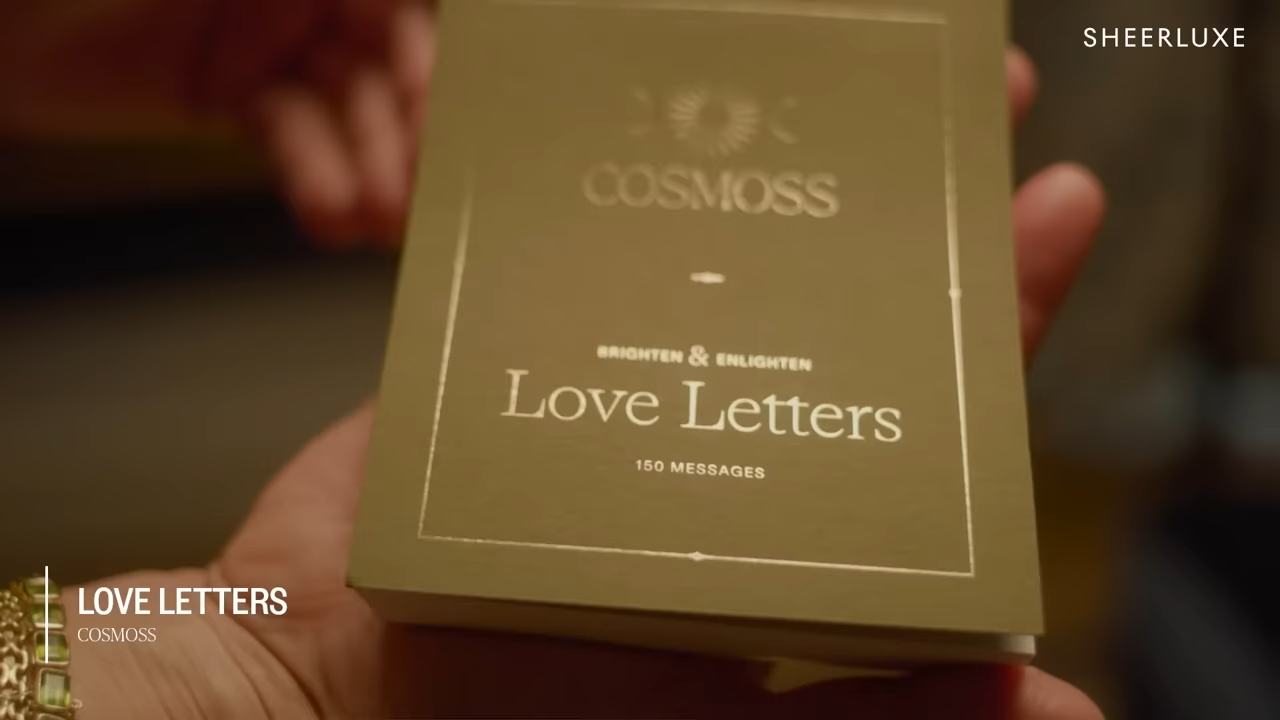 SHEERLUXE
COSMOSS
BRIGHTEN & ENLIGHTEN
Love Letters
150 MESSAGES
LOVE LETTERS
COSMOSS